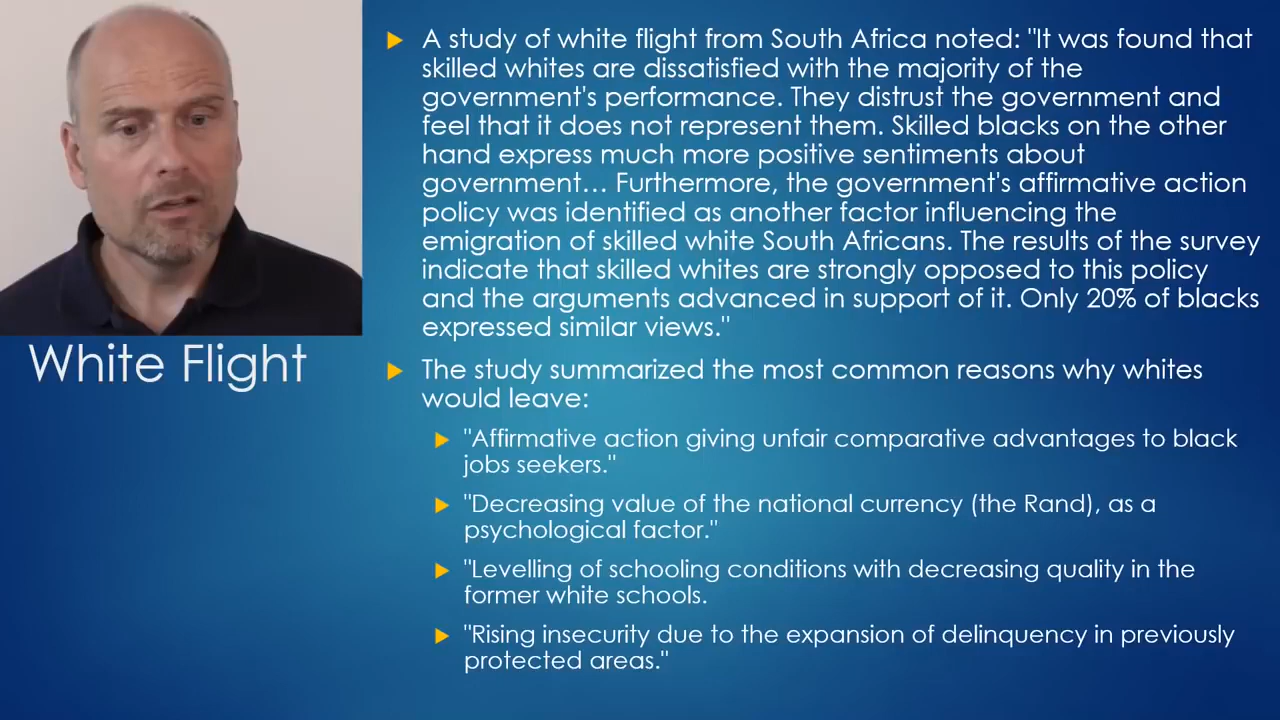 A study of white flight from South Africa noted: "It was found that
skilled whites are dissatisfied with the majority of the
government's performance. They distrust the government and
feel that it does not represent them. Skilled blacks on the other
hand express much more positive sentiments about
government... Furthermore, the government's affirmative action
policy was identified as another factor influencing the
emigration of skilled white South Africans. The results of the survey
indicate that skilled whites are strongly opposed to this policy
and the arguments advanced in support of it. Only 20% of blacks
expressed similar views."
White Flight
The study summarized the most common reasons why whites
would leave:
"Affirmative action giving unfair comparative advantages to black
jobs seekers."
"Decreasing value of the national currency (the Rand), as a
psychological factor."
"Levelling of schooling conditions with decreasing quality in the
former white schools.
"Rising insecurity due to the expansion of delinquency in previously
protected areas."